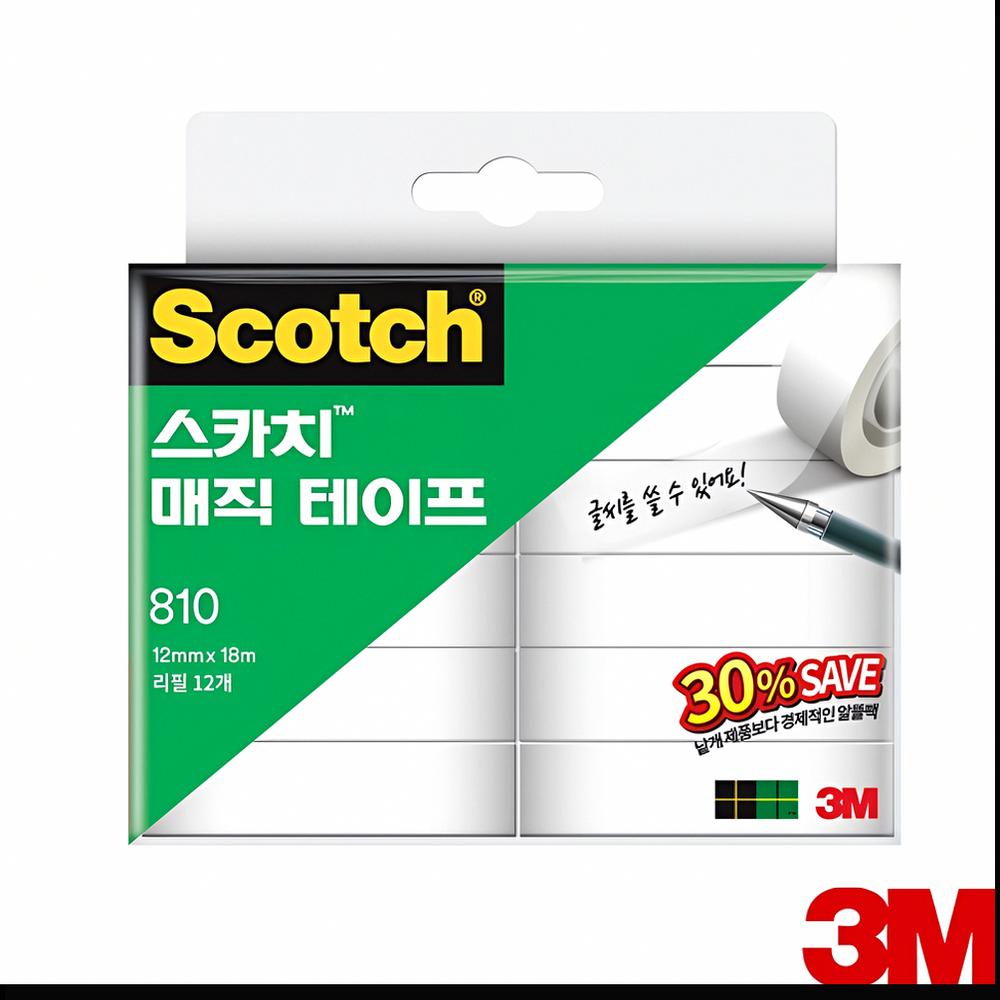 Scotch®
스카치™
매직 테이프
810
12mm x 18m
리필 12개
글씨를 쓸 수 있어요!
30% SAVE
낱개 제품보다 경제적인 알뜰팩
3M
3M